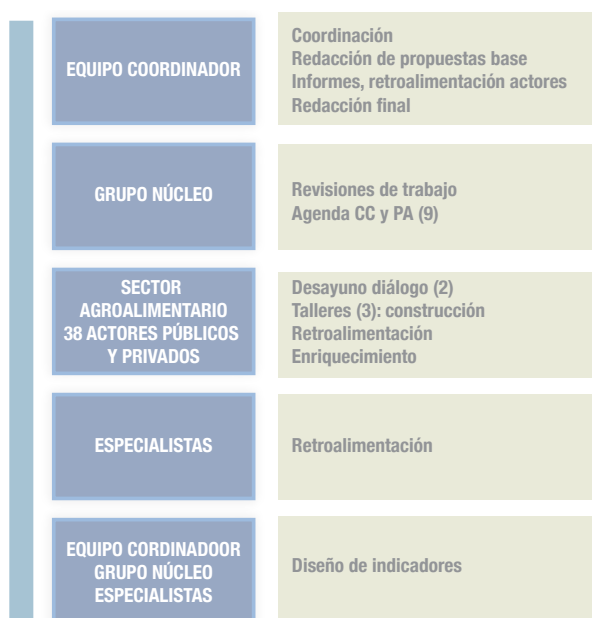 EQUIPO COORDINADOR
Coordinación
Redacción de propuestas base
Informes, retroalimentación actores
Redacción final
GRUPO NÚCLEO
Revisiones de trabajo
Agenda CC y PA (9)
SECTOR
AGROALIMENTARIO
38 ACTORES PÚBLICOS
Y PRIVADOS
Desayuno diálogo (2)
Talleres (3): construcción
Retroalimentación
Enriquecimiento
ESPECIALISTAS
Retroalimentación
EQUIPO CORDINADOOR
GRUPO NÚCLEO
ESPECIALISTAS
Diseño de indicadores